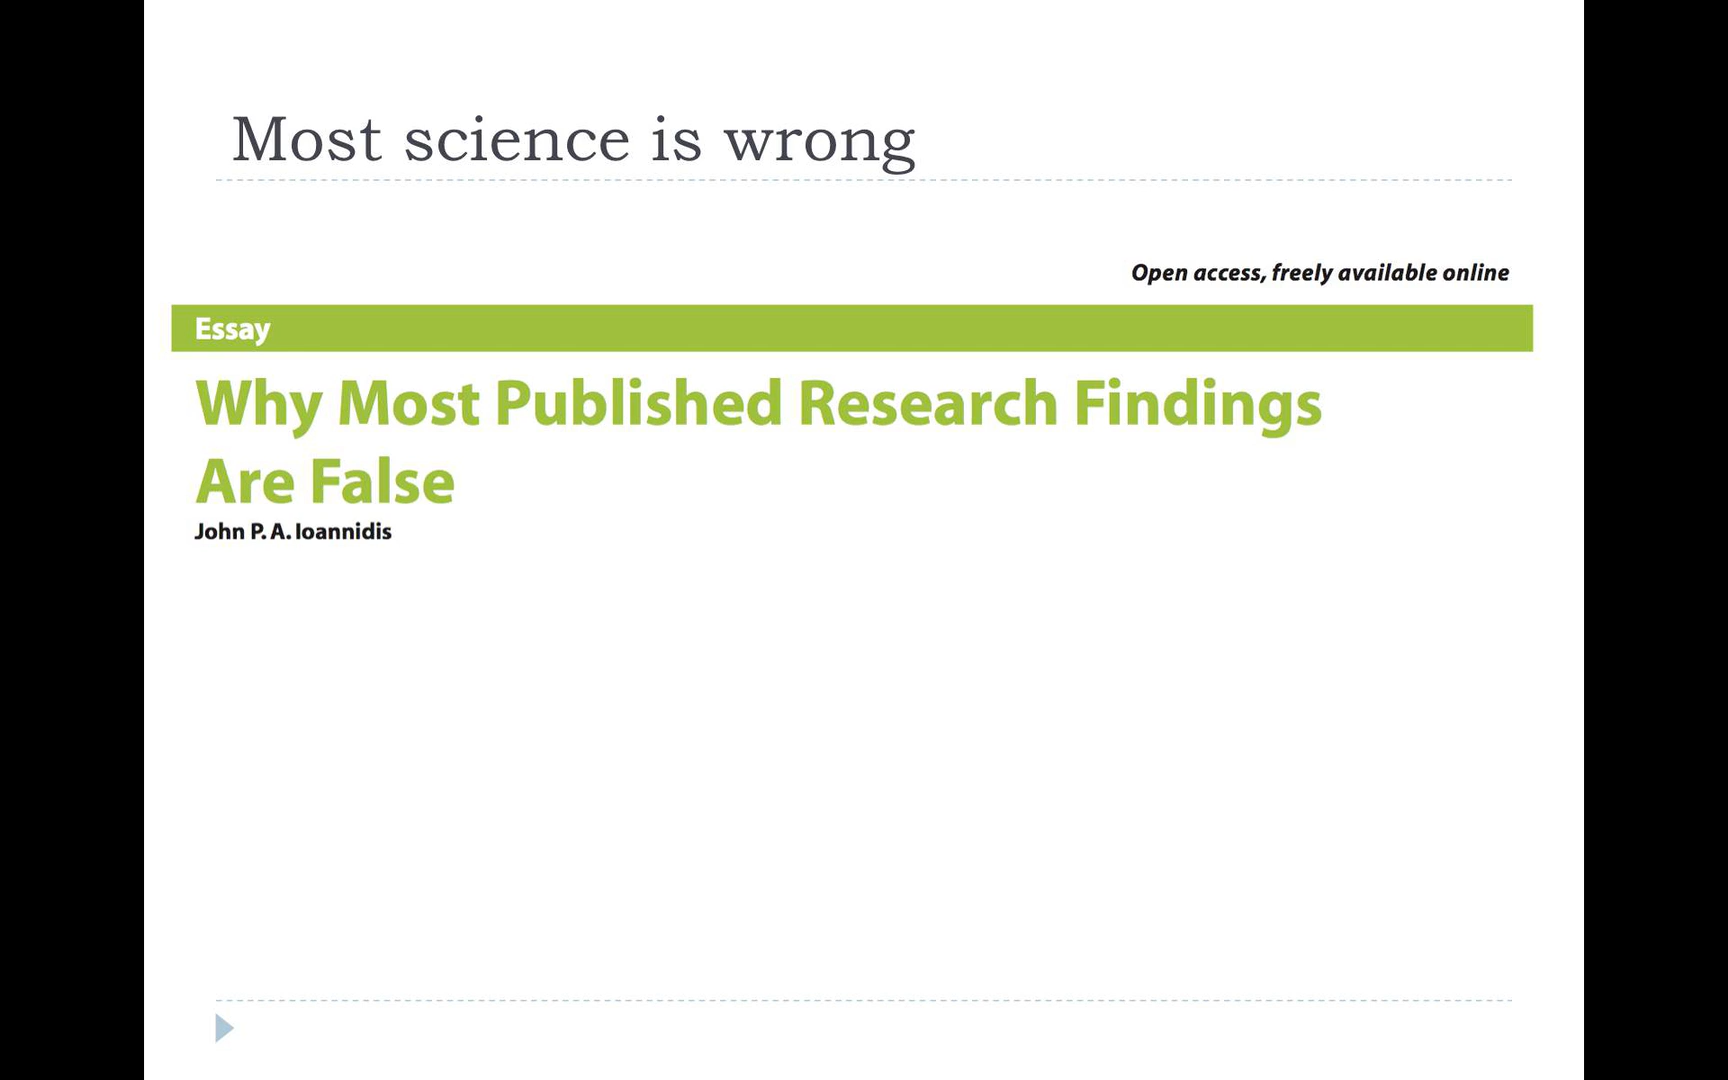 Most science is wrong
Open access, freely available online
Essay
Why Most Published Research Findings
Are False
John P. A. Ioannidis